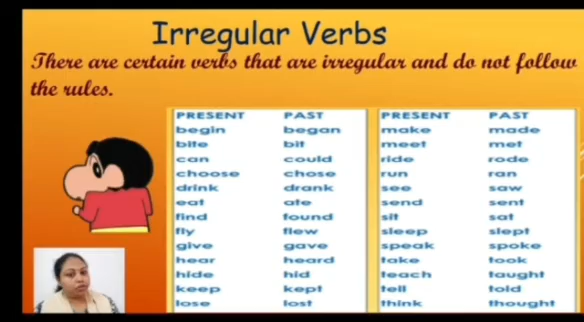 Irregular Verbs
There are certain verbs that are irregular and do not follow
the rules.
PRESENT PAST
begin began
bite bit
can could
choose chose
drink drank
eat ate
find found
fly flew
give gave
hear heard
hide hid
keep kept
lose lost
PRESENT PAST
make made
meet met
ride rode
run ran
see saw
send sent
sit sat
sleep slept
speak spoke
take took
teach taught
tell told
think thought